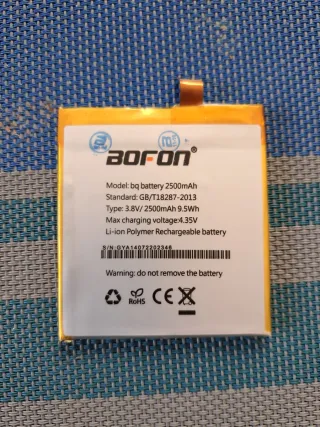 BOFON®
Model: bq battery 2500mAh
Standard: GB/T18287-2013
Type: 3.8V/ 2500mAh 9.5Wh
Max charging voltage:4.35V
Li-ion Polymer Rechargeable battery
S/N:GYA14072202346
Warning: do not remove the battery
RoHS CE